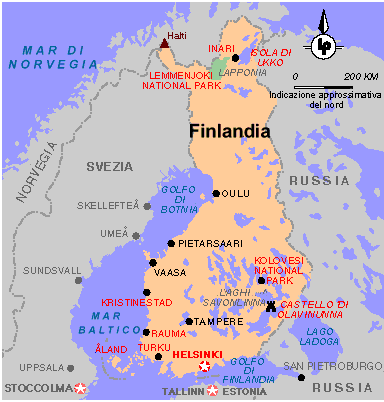 Halti
MAR DI
NORVEGIA
INARI
ISOLA DI
UKKO
LEMMENJOKI
NATIONAL PARK
LAPPONIA
LP
0 200 KM
Indicazione approssimativa
del nord
Finlandia
NORVEGIA
SVEZIA
RUSSIA
GOLFO
DI
BOTNIA
OULU
SKELLEFTEÅ
UMEÅ
PIETARSAARI
VAASA
KOLOVESI
NATIONAL
PARK
SUNDSVALL
KRISTINESTAD
LAGHI
SAVONLINNA
CASTELLO DI
OLAVINIUNNA
MAR
BALTICO
TAMPERE
RAUMA
LAGO
LADOGA
ÅLAND
TURKU
HELSINKI
GOLFO
DI
FINLANDIA
UPPSALA
SAN PIETROBURGO
STOCCOLMA
TALLINN
ESTONIA
RUSSIA